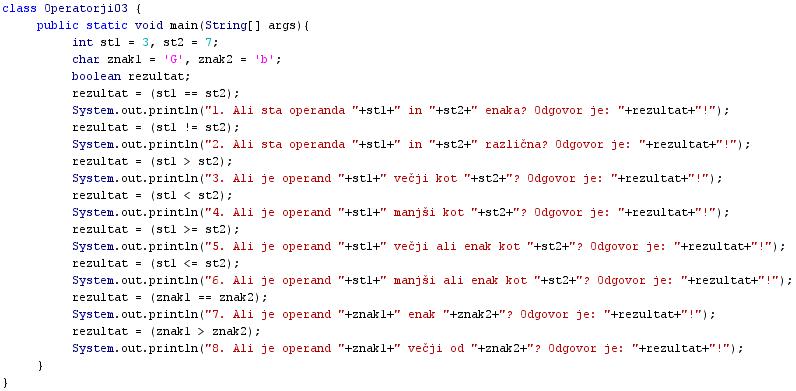 class Operatorji03 {
public static void main(String[] args){
int st1 = 3, st2 = 7;
char znak1 = 'G', znak2 = 'b';
boolean rezultat;
rezultat = (st1 == st2);
System.out.println("1. Ali sta operanda "+st1+" in "+st2+" enaka? Odgovor je: "+rezultat+"!");
rezultat = (st1 != st2);
System.out.println("2. Ali sta operanda "+st1+" in "+st2+" različna? Odgovor je: "+rezultat+"!");
rezultat = (st1 > st2);
System.out.println("3. Ali je operand "+st1+" večji kot "+st2+"? Odgovor je: "+rezultat+"!");
rezultat = (st1 < st2);
System.out.println("4. Ali je operand "+st1+" manjši kot "+st2+"? Odgovor je: "+rezultat+"!");
rezultat = (st1 >= st2);
System.out.println("5. Ali je operand "+st1+" večji ali enak kot "+st2+"? Odgovor je: "+rezultat+"!");
rezultat = (st1 <= st2);
System.out.println("6. Ali je operand "+st1+" manjši ali enak kot "+st2+"? Odgovor je: "+rezultat+"!");
rezultat = (znak1 == znak2);
System.out.println("7. Ali je operand "+znak1+" enak "+znak2+"? Odgovor je: "+rezultat+"!");
rezultat = (znak1 > znak2);
System.out.println("8. Ali je operand "+znak1+" večji od "+znak2+"? Odgovor je: "+rezultat+"!");
}
}